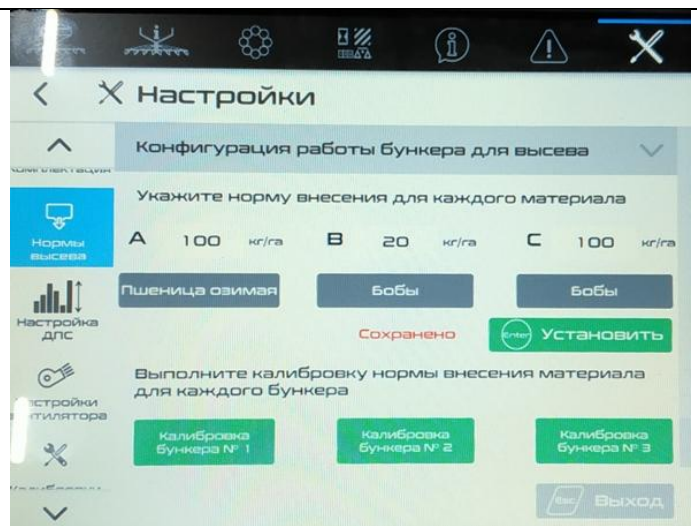 Настройки
Конфигурация работы бункера для высева
Укажите норму внесения для каждого материала
Нормы
высева
A 100 кг/га B 20 кг/га C 100 кг/га
Пшеница озимая Бобы Бобы
Настройка
ДПС
Сохранено Enter Установить
Выполните калибровку нормы внесения материала
для каждого бункера
Калибровка
бункера № 1
Калибровка
бункера № 2
Калибровка
бункера № 3
Esc Выход